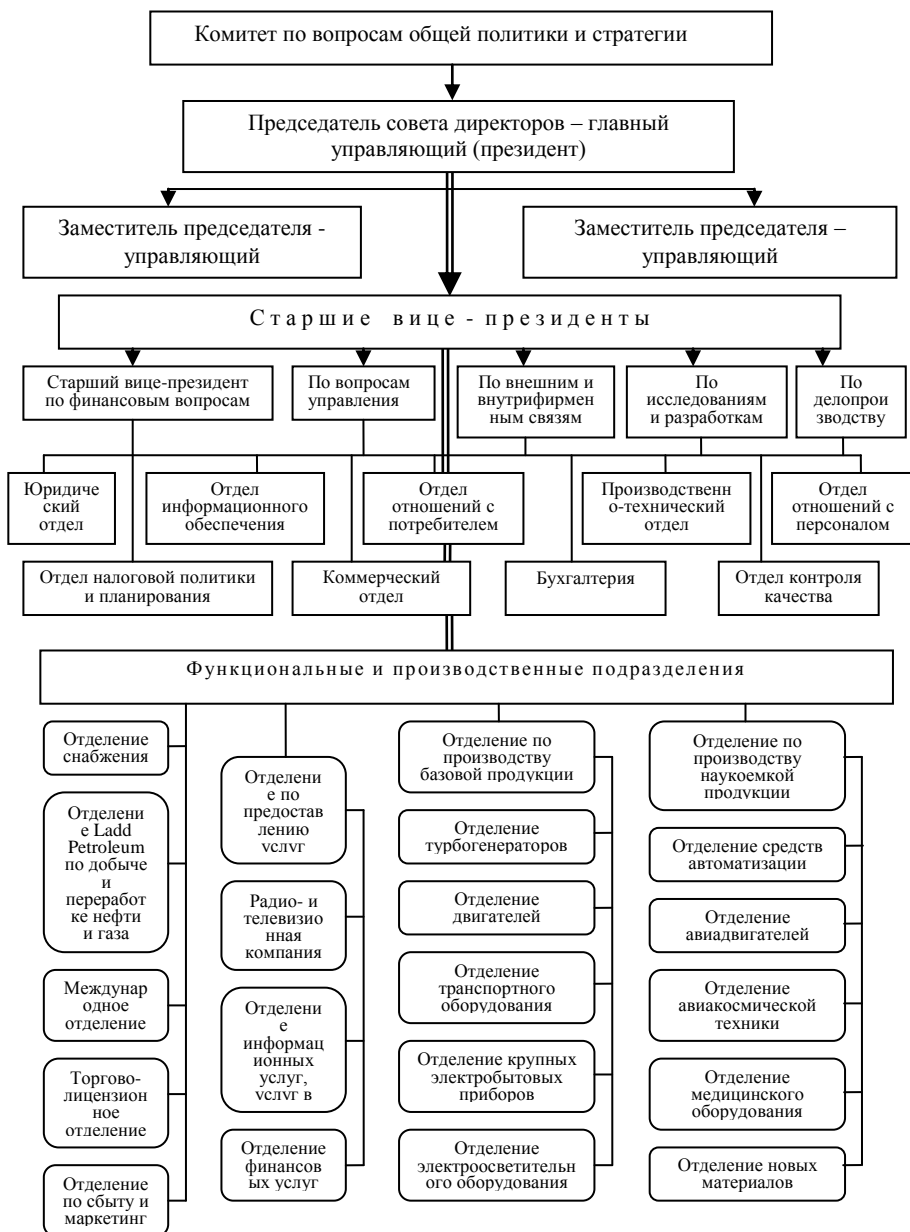 Комитет по вопросам общей политики и стратегии
Председатель совета директоров – главный
управляющий (президент)
Заместитель председателя -
управляющий
Заместитель председателя –
управляющий
Старшие вице - президенты
Старший вице-президент
по финансовым вопросам
По вопросам
управления
По внешним и
внутрифирмен
ным связям
По
исследованиям
и разработкам
По
делопрои
зводству
Юридиче
ский
отдел
Отдел
информационного
обеспечения
Отдел
отношений с
потребителем
Производственн
о-технический
отдел
Отдел
отношений с
персоналом
Отдел налоговой политики
и планирования
Коммерческий
отдел
Бухгалтерия
Отдел контроля
качества
Функциональные и производственные подразделения
Отделение
снабжения
Отделени
е Ladd
Petroleum
по добыче
и
переработ
ке нефти
и газа
Междунар
одное
отделение
Торгово-
лицензион
ное
отделение
Отделение
по сбыту и
маркетинг
Отделени
е по
предостав
лению
услуг
Радио- и
телевизио
нная
компания
Отделени
е
информац
ионных
услуг,
услуг в
Отделение
финансов
ых услуг
Отделение по
производству
базовой продукции
Отделение
турбогенераторов
Отделение
двигателей
Отделение
транспортного
оборудования
Отделение крупных
электробытовых
приборов
Отделение
электроосветительн
ого оборудования
Отделение по
производству
наукоемкой
продукции
Отделение средств
автоматизации
Отделение
авиадвигателей
Отделение
авиакосмической
техники
Отделение
медицинского
оборудования
Отделение новых
материалов